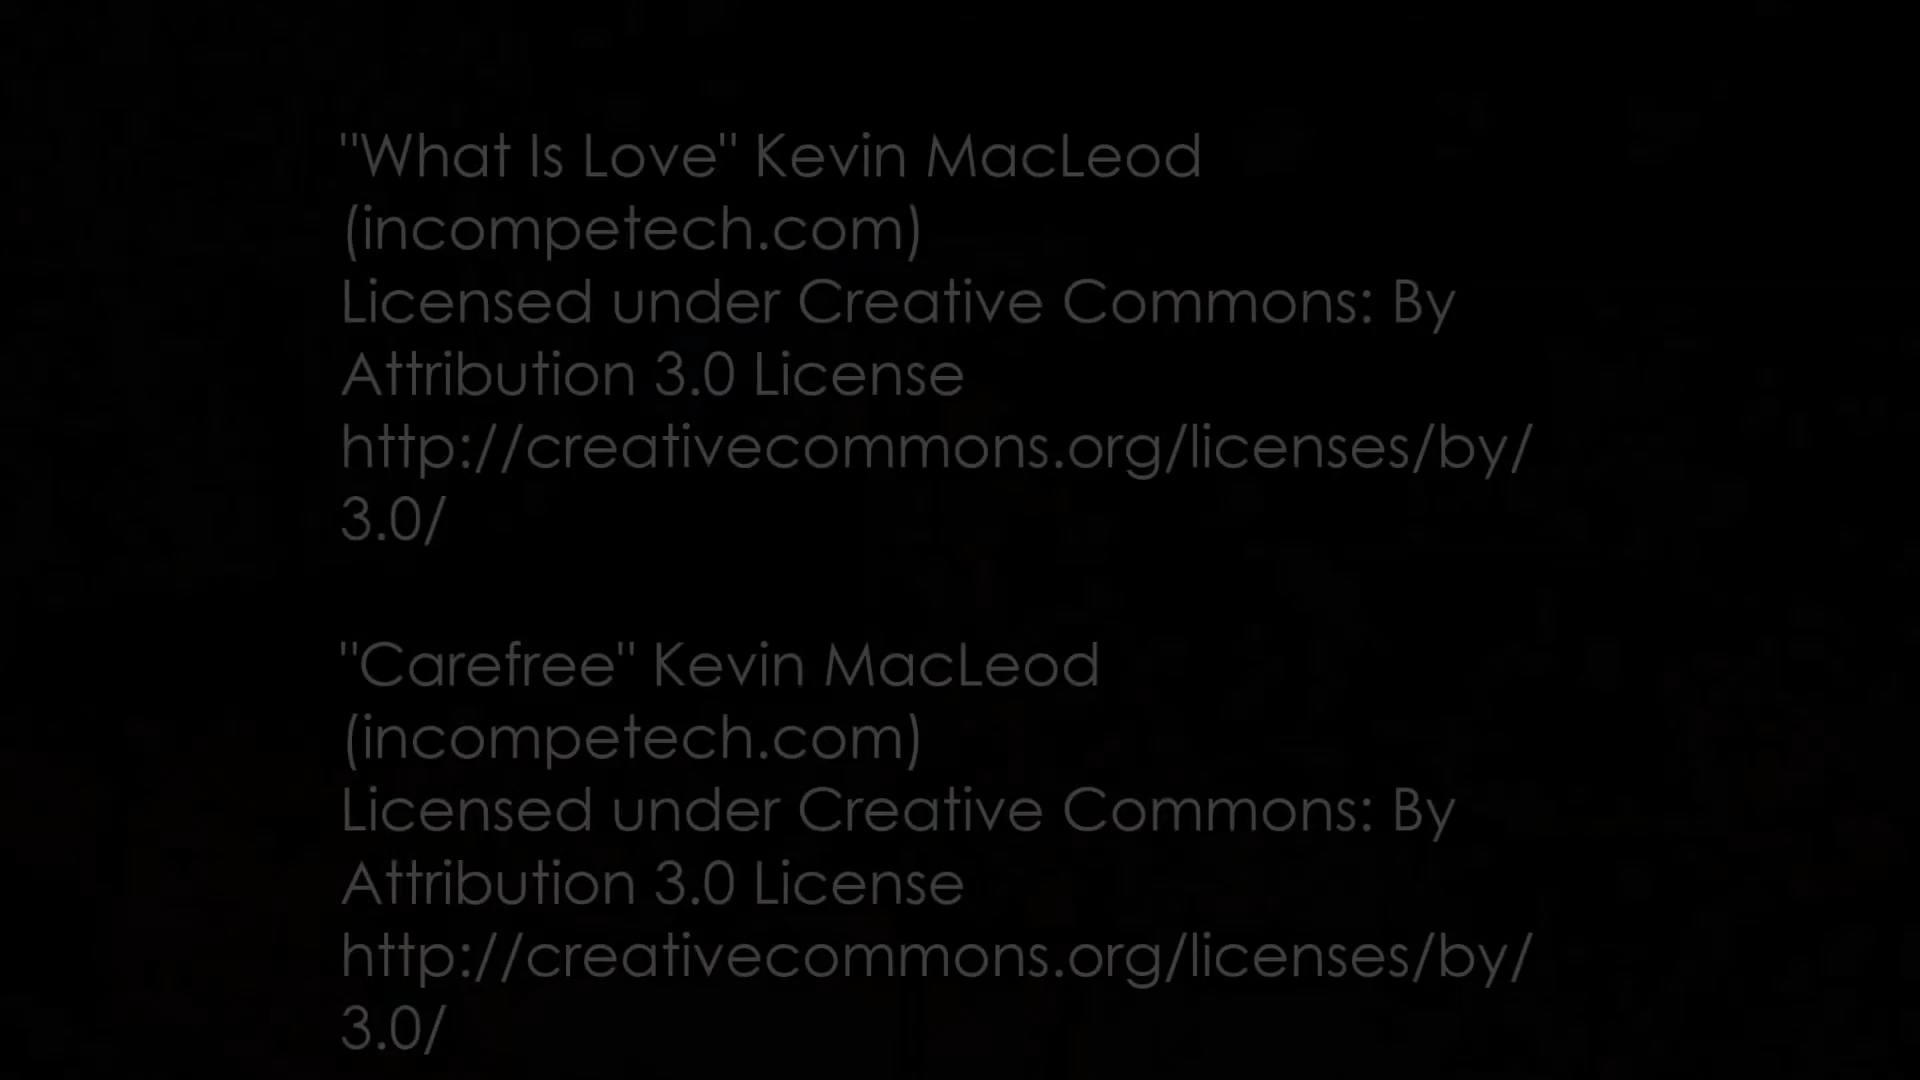 "What Is Love" Kevin MacLeod
(incompetech.com)
Licensed under Creative Commons: By
Attribution 3.0 License
http://creativecommons.org/licenses/by/
3.0/
"Carefree" Kevin MacLeod
(incompetech.com)
Licensed under Creative Commons: By
Attribution 3.0 License
http://creativecommons.org/licenses/by/
3.0/